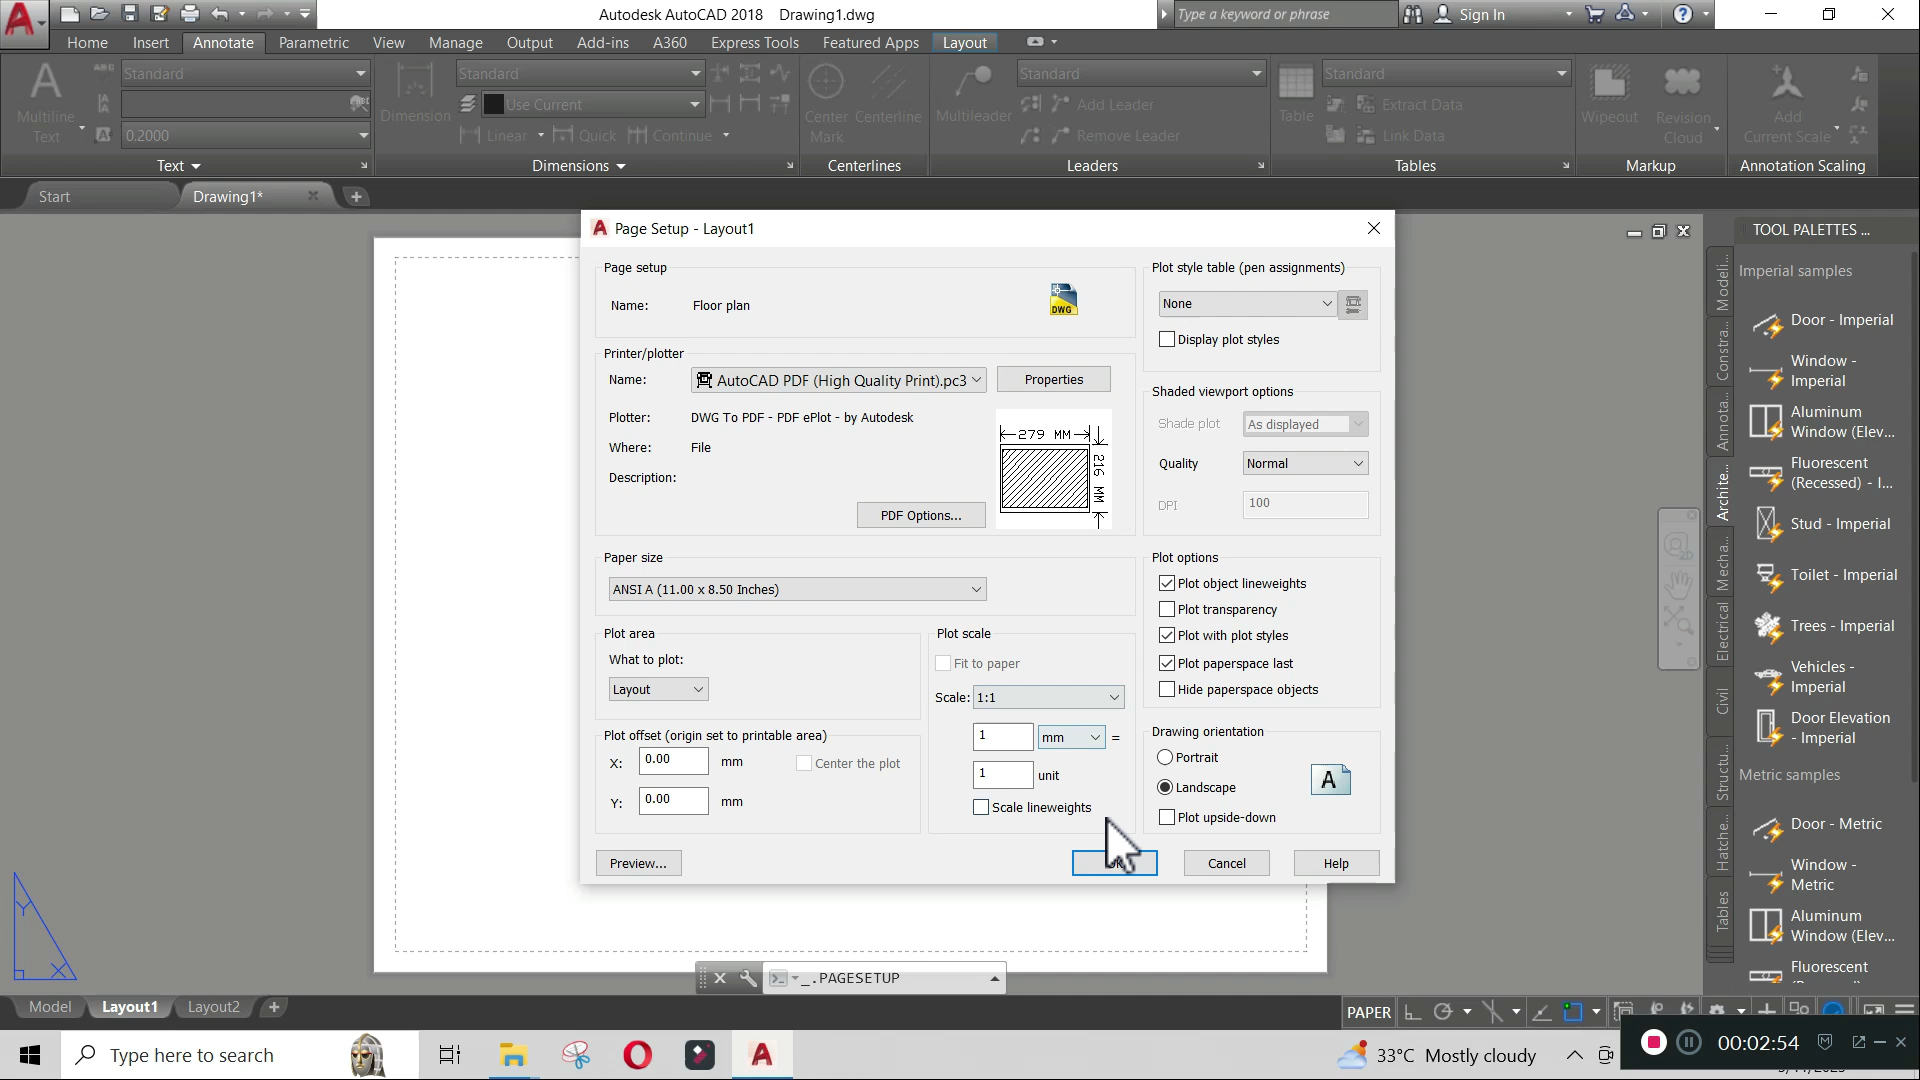 Autodesk AutoCAD 2018 Drawing1.dwg
Type a keyword or phrase
Sign In
Home Insert Annotate Parametric View Manage Output Add-ins A360 Express Tools Featured Apps Layout
Multiline Text
Standard
0.2000
Text
Dimension
Standard
Use Current
Linear Quick Continue
Dimensions
Center Mark
Centerline
Centerlines
Multileader
Standard
Add Leader
Remove Leader
Leaders
Table
Standard
Extract Data
Link Data
Tables
Wipeout
Revision Cloud
Markup
Add Current Scale
Annotation Scaling
Start
Drawing1*
Page Setup - Layout1
Page setup
Name: Floor plan
Printer/plotter
Name: AutoCAD PDF (High Quality Print).pc3
Properties
Plotter: DWG To PDF - PDF ePlot - by Autodesk
Where: File
Description:
279 MM
216 MM
PDF Options...
Paper size
ANSI A (11.00 x 8.50 Inches)
Plot area
What to plot:
Layout
Plot offset (origin set to printable area)
X: 0.00 mm
Center the plot
Y: 0.00 mm
Plot scale
Fit to paper
Scale: 1:1
1 mm =
1 unit
Scale lineweights
Plot style table (pen assignments)
None
Display plot styles
Shaded viewport options
Shade plot As displayed
Quality Normal
DPI 100
Plot options
Plot object lineweights
Plot transparency
Plot with plot styles
Plot paperspace last
Hide paperspace objects
Drawing orientation
Portrait
Landscape
A
Plot upside-down
Preview...
Cancel
Help
DWG
TOOL PALETTES ...
Imperial samples
Door - Imperial
Window - Imperial
Aluminum Window (Elev...
Fluorescent (Recessed) - I...
Stud - Imperial
Toilet - Imperial
Trees - Imperial
Vehicles - Imperial
Door Elevation - Imperial
Metric samples
Door - Metric
Window - Metric
Aluminum Window (Elev...
Fluorescent
Modeli...
Constra...
Annota...
Archite...
Mecha...
Electrical
Civil
Structu...
Hatche...
Tables
Y
X
_.PAGESETUP
Model
Layout1
Layout2
PAPER
Type here to search
33°C Mostly cloudy
00:02:54